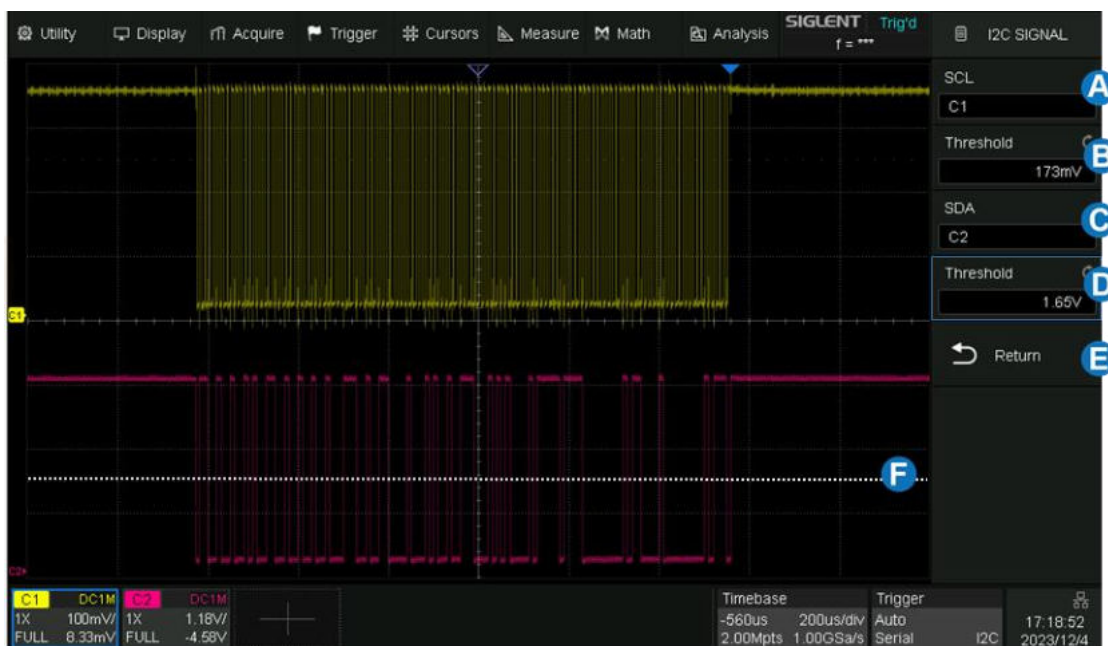 Utility Display Acquire Trigger Cursors Measure Math Analysis SIGLENT Trig'd
f = *** I2C SIGNAL
SCL A
C1
Threshold B
173mV
SDA C
C2
Threshold D
1.65V
Return E
F
C1
C2
C1 DC1M C2 DC1M Timebase Trigger
1X 100mV/ 1X 1.18V/ -560us 200us/div Auto 17:18:52
FULL 8.33mV FULL -4.58V 2.00Mpts 1.00GSa/s Serial I2C 2023/12/4